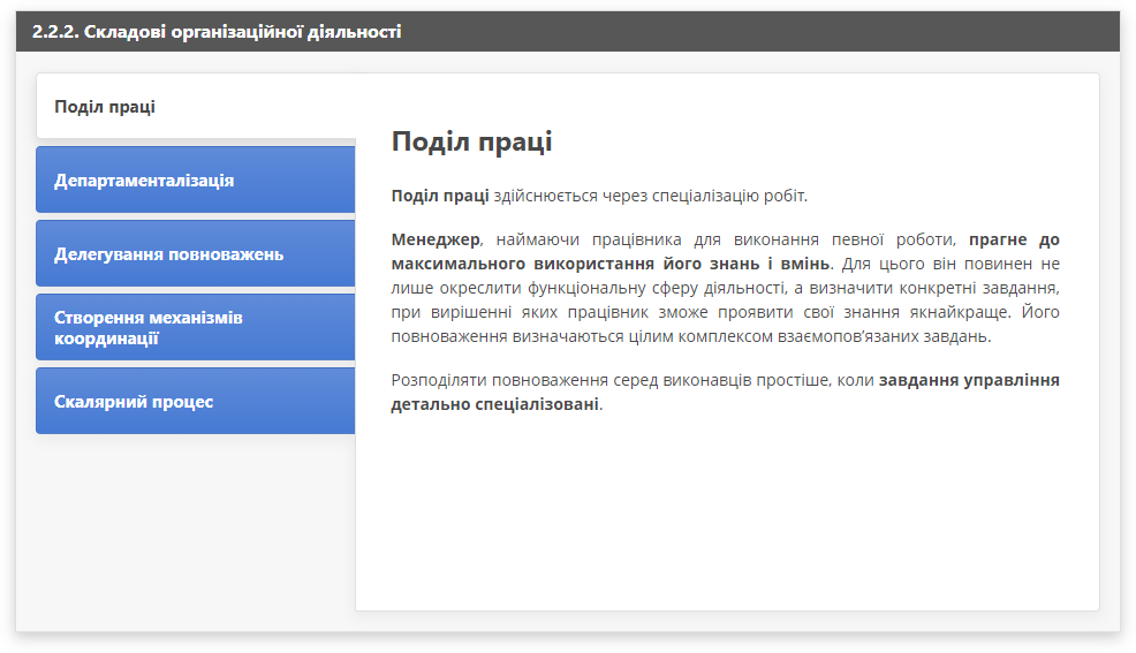 2.2.2. Складові організаційної діяльності
Поділ праці
Департаменталізація
Делегування повноважень
Створення механізмів
координації
Скалярний процес
Поділ праці
Поділ праці здійснюється через спеціалізацію робіт.
Менеджер, наймаючи працівника для виконання певної роботи, прагне до
максимального використання його знань і вмінь. Для цього він повинен не
лише окреслити функціональну сферу діяльності, а визначити конкретні завдання,
при вирішенні яких працівник зможе проявити свої знання якнайкраще. Його
повноваження визначаються цілим комплексом взаємопов’язаних завдань.
Розподіляти повноваження серед виконавців простіше, коли завдання управління
детально спеціалізовані.